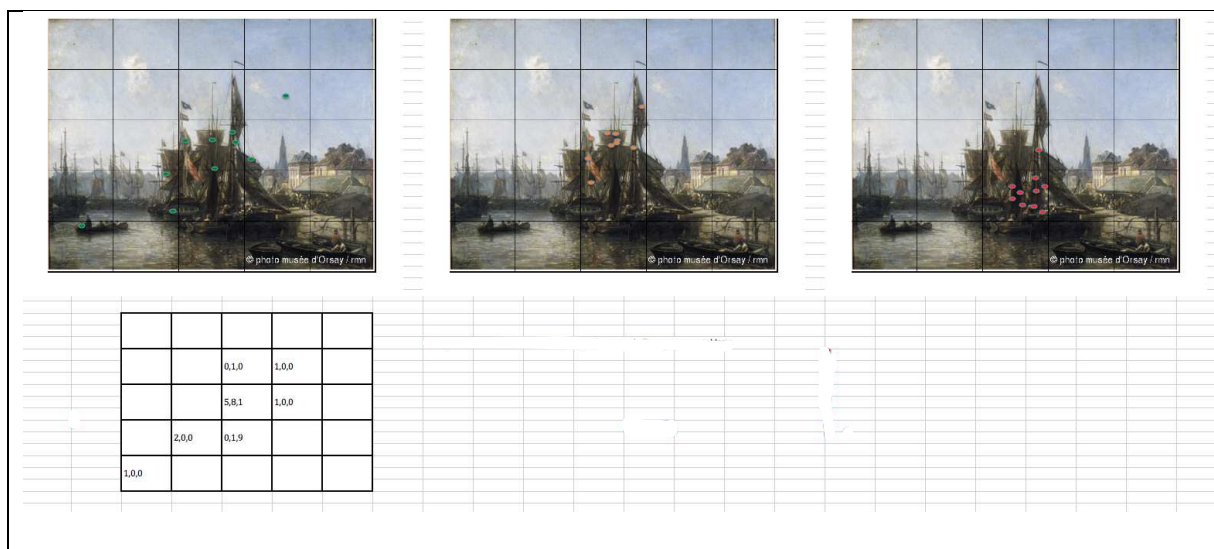 © photo musée d'Orsay / rmn
© photo musée d'Orsay / rmn
© photo musée d'Orsay / rmn
0,1,0 1,0,0
5,8,1 1,0,0
2,0,0 0,1,9
1,0,0